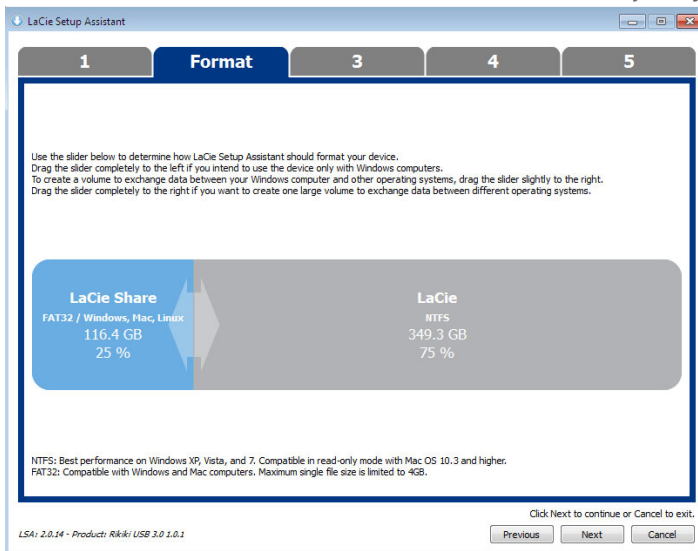 LaCie Setup Assistant
1
Format
3
4
5
Use the slider below to determine how LaCie Setup Assistant should format your device.
Drag the slider completely to the left if you intend to use the device only with Windows computers.
To create a volume to exchange data between your Windows computer and other operating systems, drag the slider slightly to the right.
Drag the slider completely to the right if you want to create one large volume to exchange data between different operating systems.
LaCie Share
FAT32 / Windows, Mac, Linux
116.4 GB
25 %
LaCie
NTFS
349.3 GB
75 %
NTFS: Best performance on Windows XP, Vista, and 7. Compatible in read-only mode with Mac OS 10.3 and higher.
FAT32: Compatible with Windows and Mac computers. Maximum single file size is limited to 4GB.
Click Next to continue or Cancel to exit.
LSA: 2.0.14 - Product: Rikiki USB 3.0 1.0.1
Previous
Next
Cancel